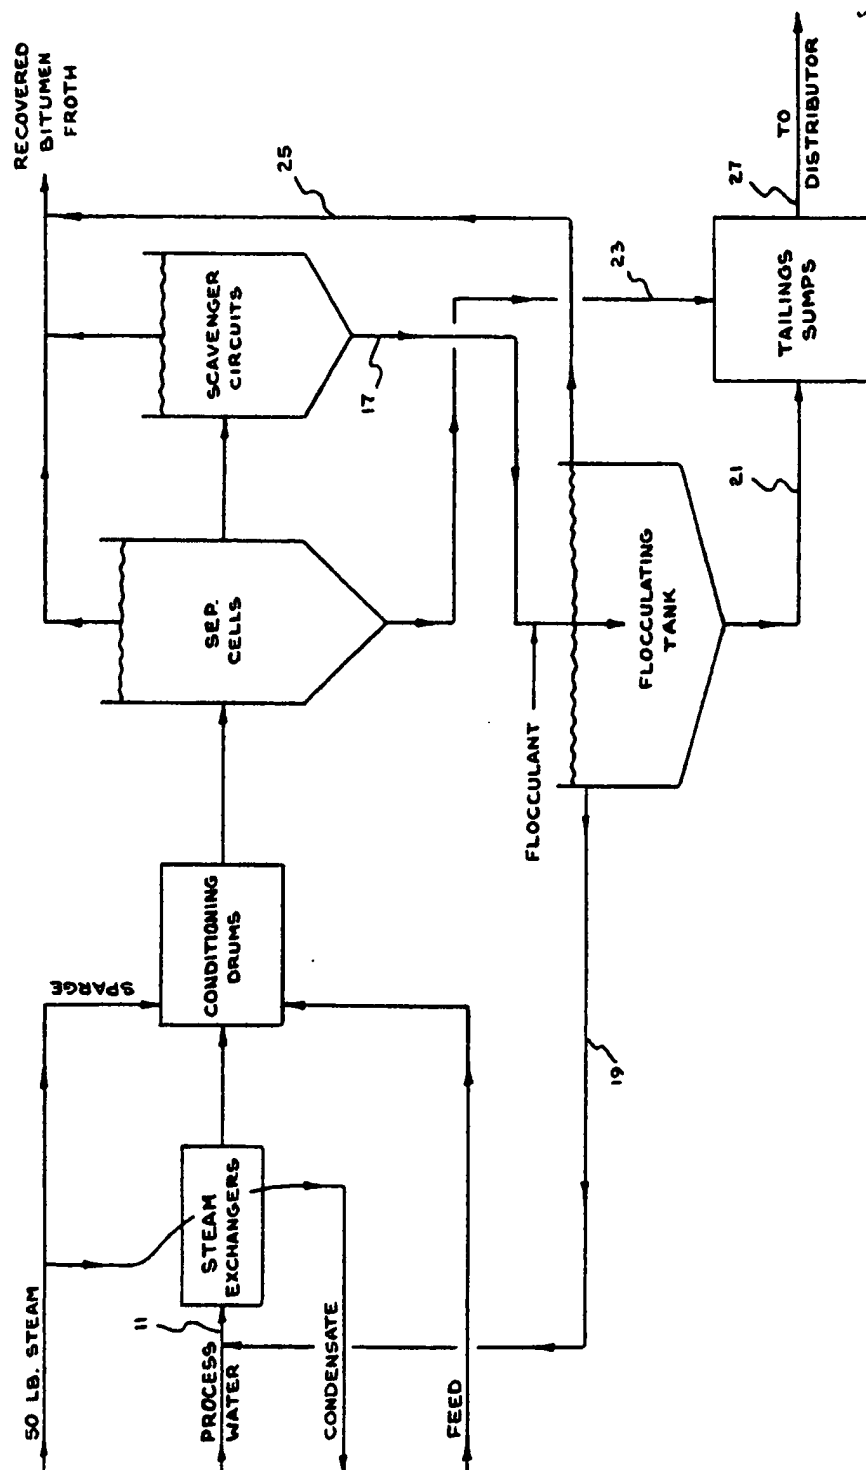 50 LB. STEAM
PROCESS
WATER
11
CONDENSATE
FEED
STEAM
EXCHANGERS
SPARGE
CONDITIONING
DRUMS
19
SEP.
CELLS
FLOCCULANT
FLOCCULATING
TANK
SCAVENGER
CIRCUITS
17
21
RECOVERED
BITUMEN
FROTH
25
23
TAILINGS
SUMPS
27
TO
DISTRIBUTOR